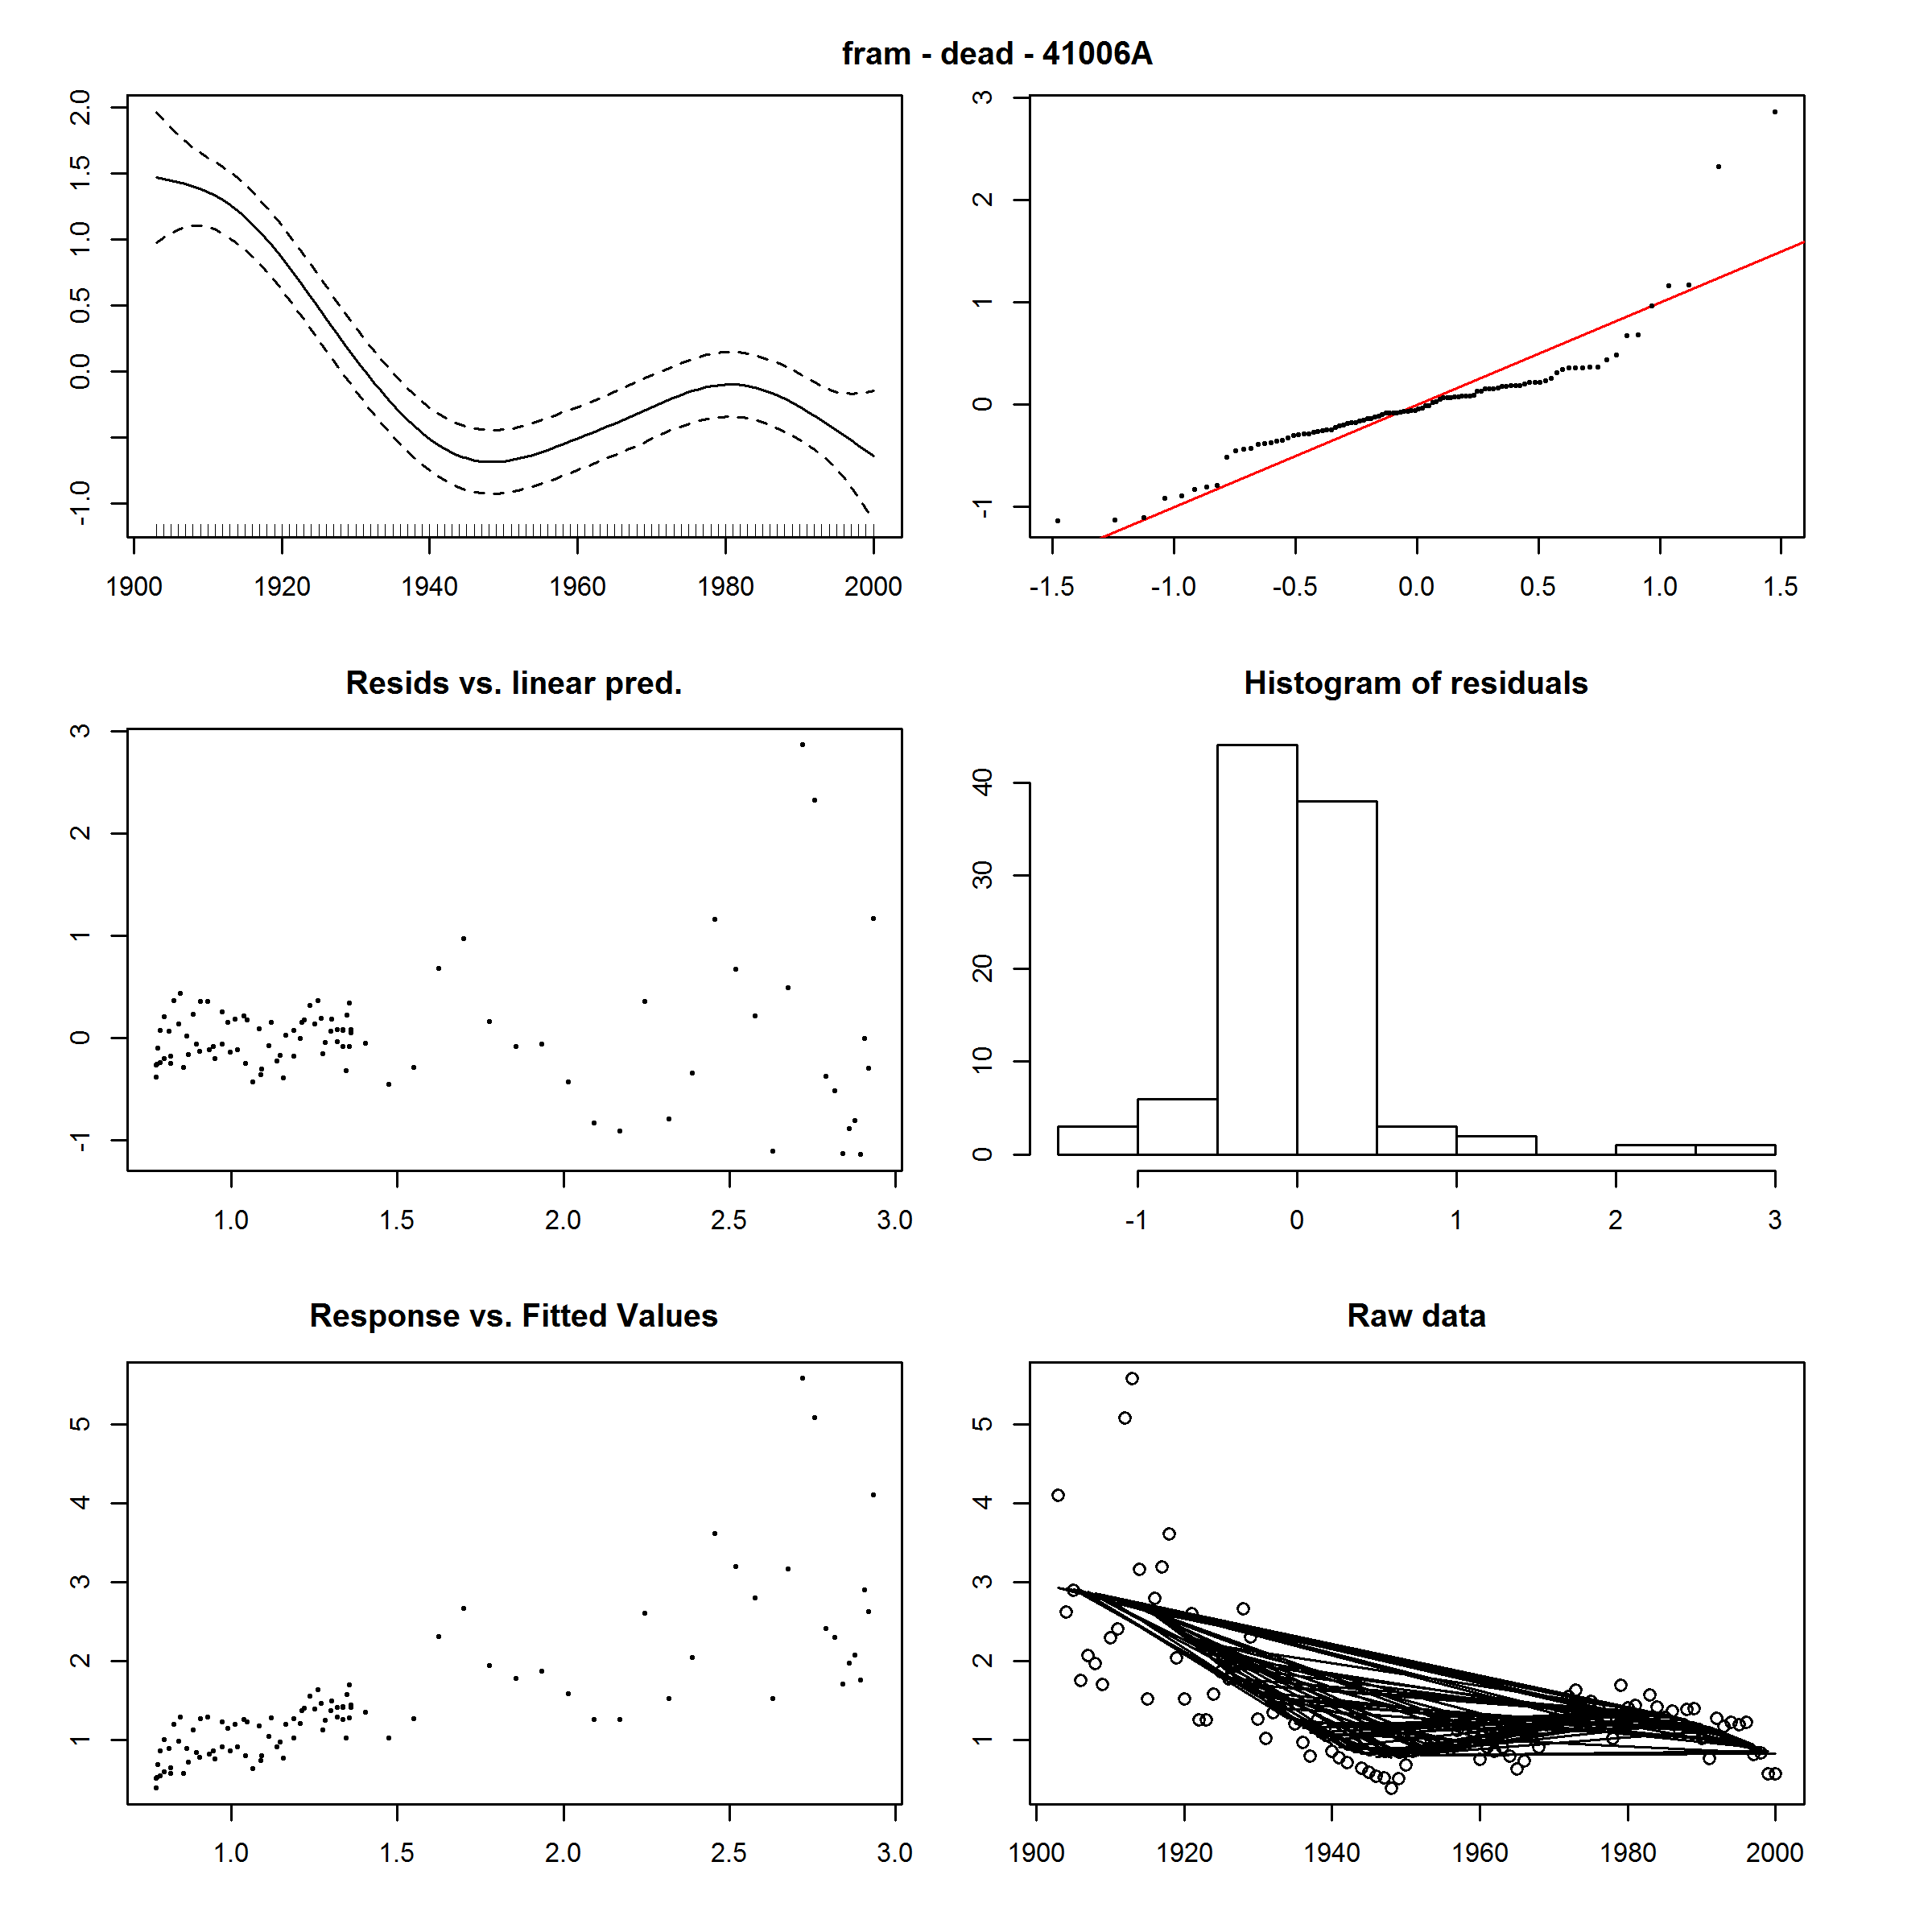 fram - dead - 41006A
-1.0 0.0 0.5 1.0 1.5 2.0
1900 1920 1940 1960 1980 2000
-1 0 1 2 3
-1.5 -1.0 -0.5 0.0 0.5 1.0 1.5
Resids vs. linear pred.
-1 0 1 2 3
1.0 1.5 2.0 2.5 3.0
Histogram of residuals
0 10 20 30 40
-1 0 1 2 3
Response vs. Fitted Values
1 2 3 4 5
1.0 1.5 2.0 2.5 3.0
Raw data
1 2 3 4 5
1900 1920 1940 1960 1980 2000